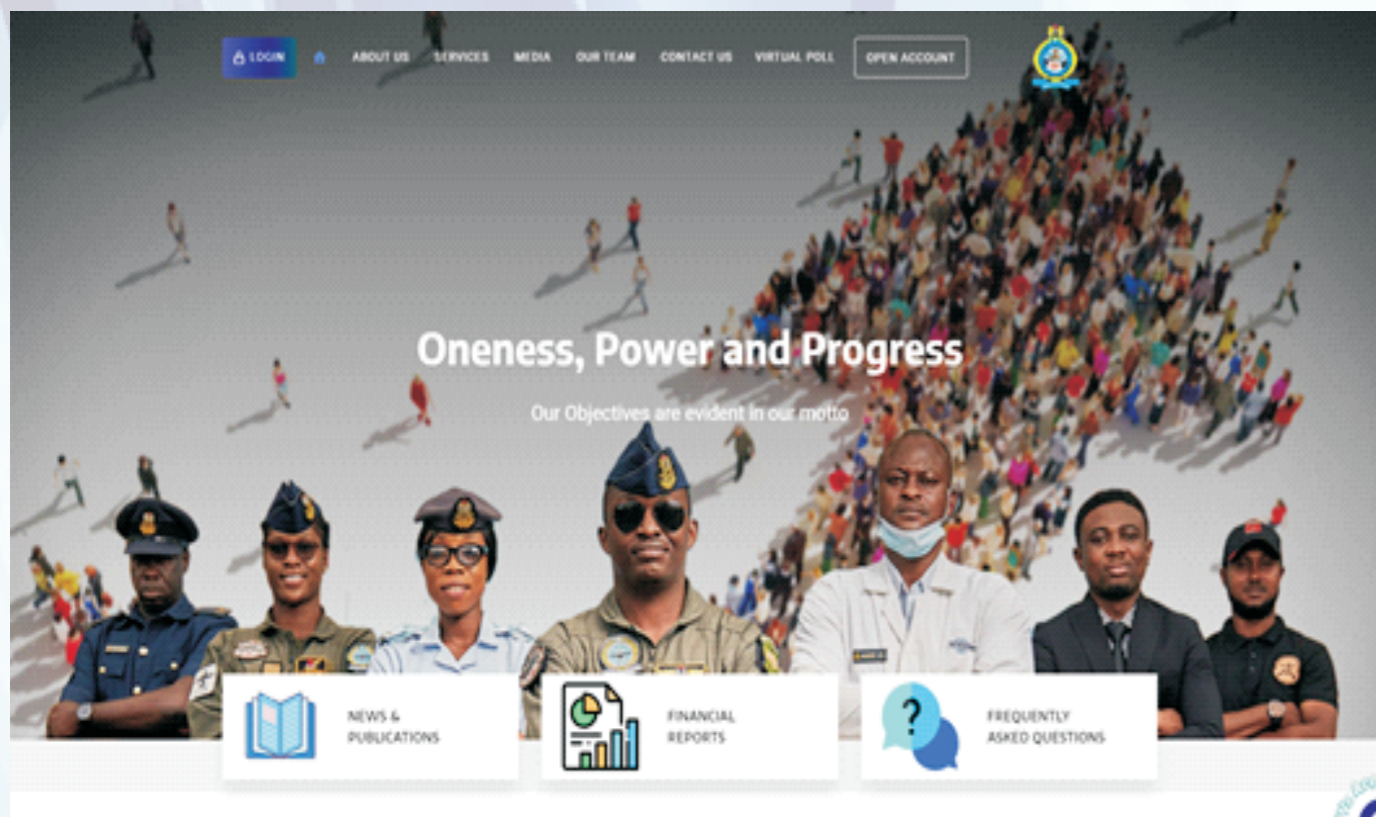 LOGIN
ABOUT US
SERVICES
MEDIA
OUR TEAM
CONTACT US
VIRTUAL POLL
OPEN ACCOUNT
Oneness, Power and Progress
Our Objectives are evident in our motto
NEWS &
PUBLICATIONS
FINANCIAL
REPORTS
FREQUENTLY
ASKED QUESTIONS